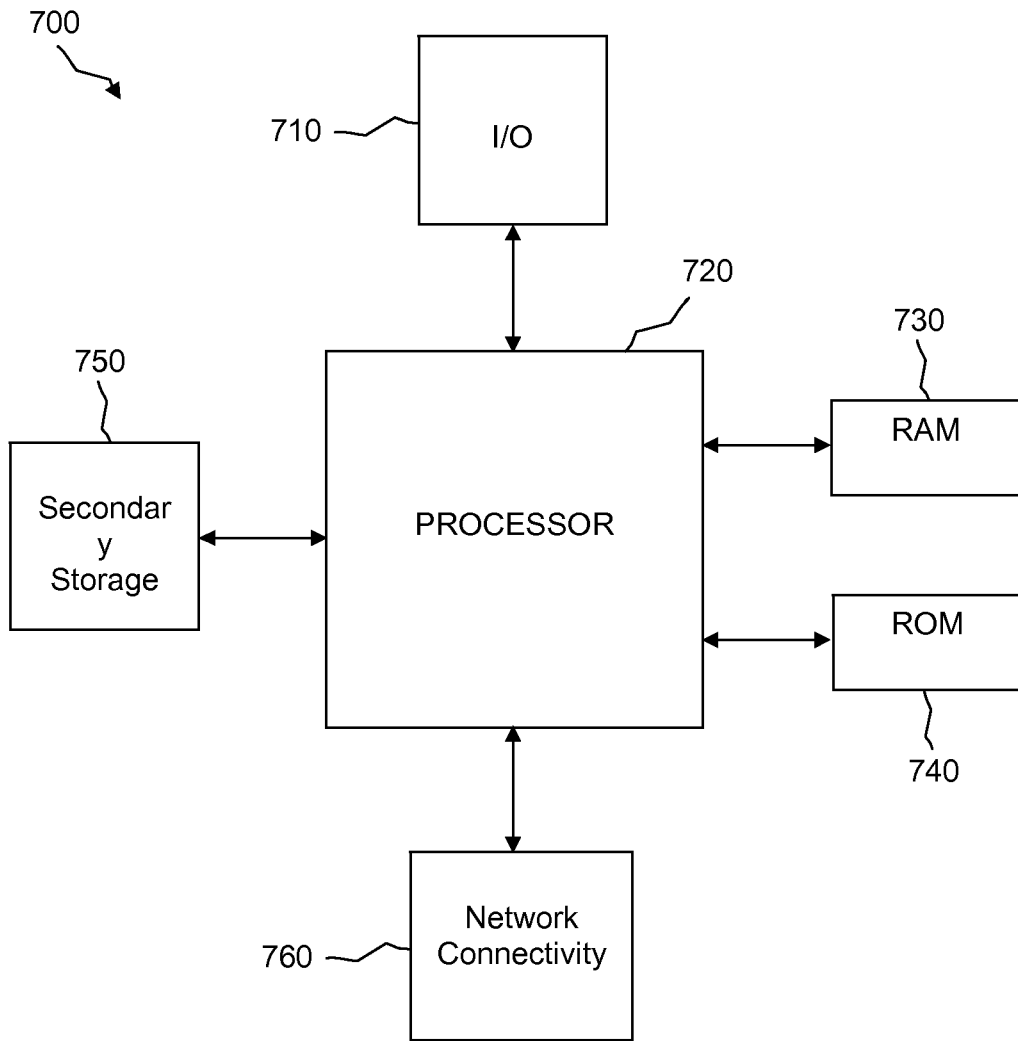 700
710
I/O
720
730
RAM
750
Secondar
y
Storage
PROCESSOR
ROM
740
760
Network
Connectivity